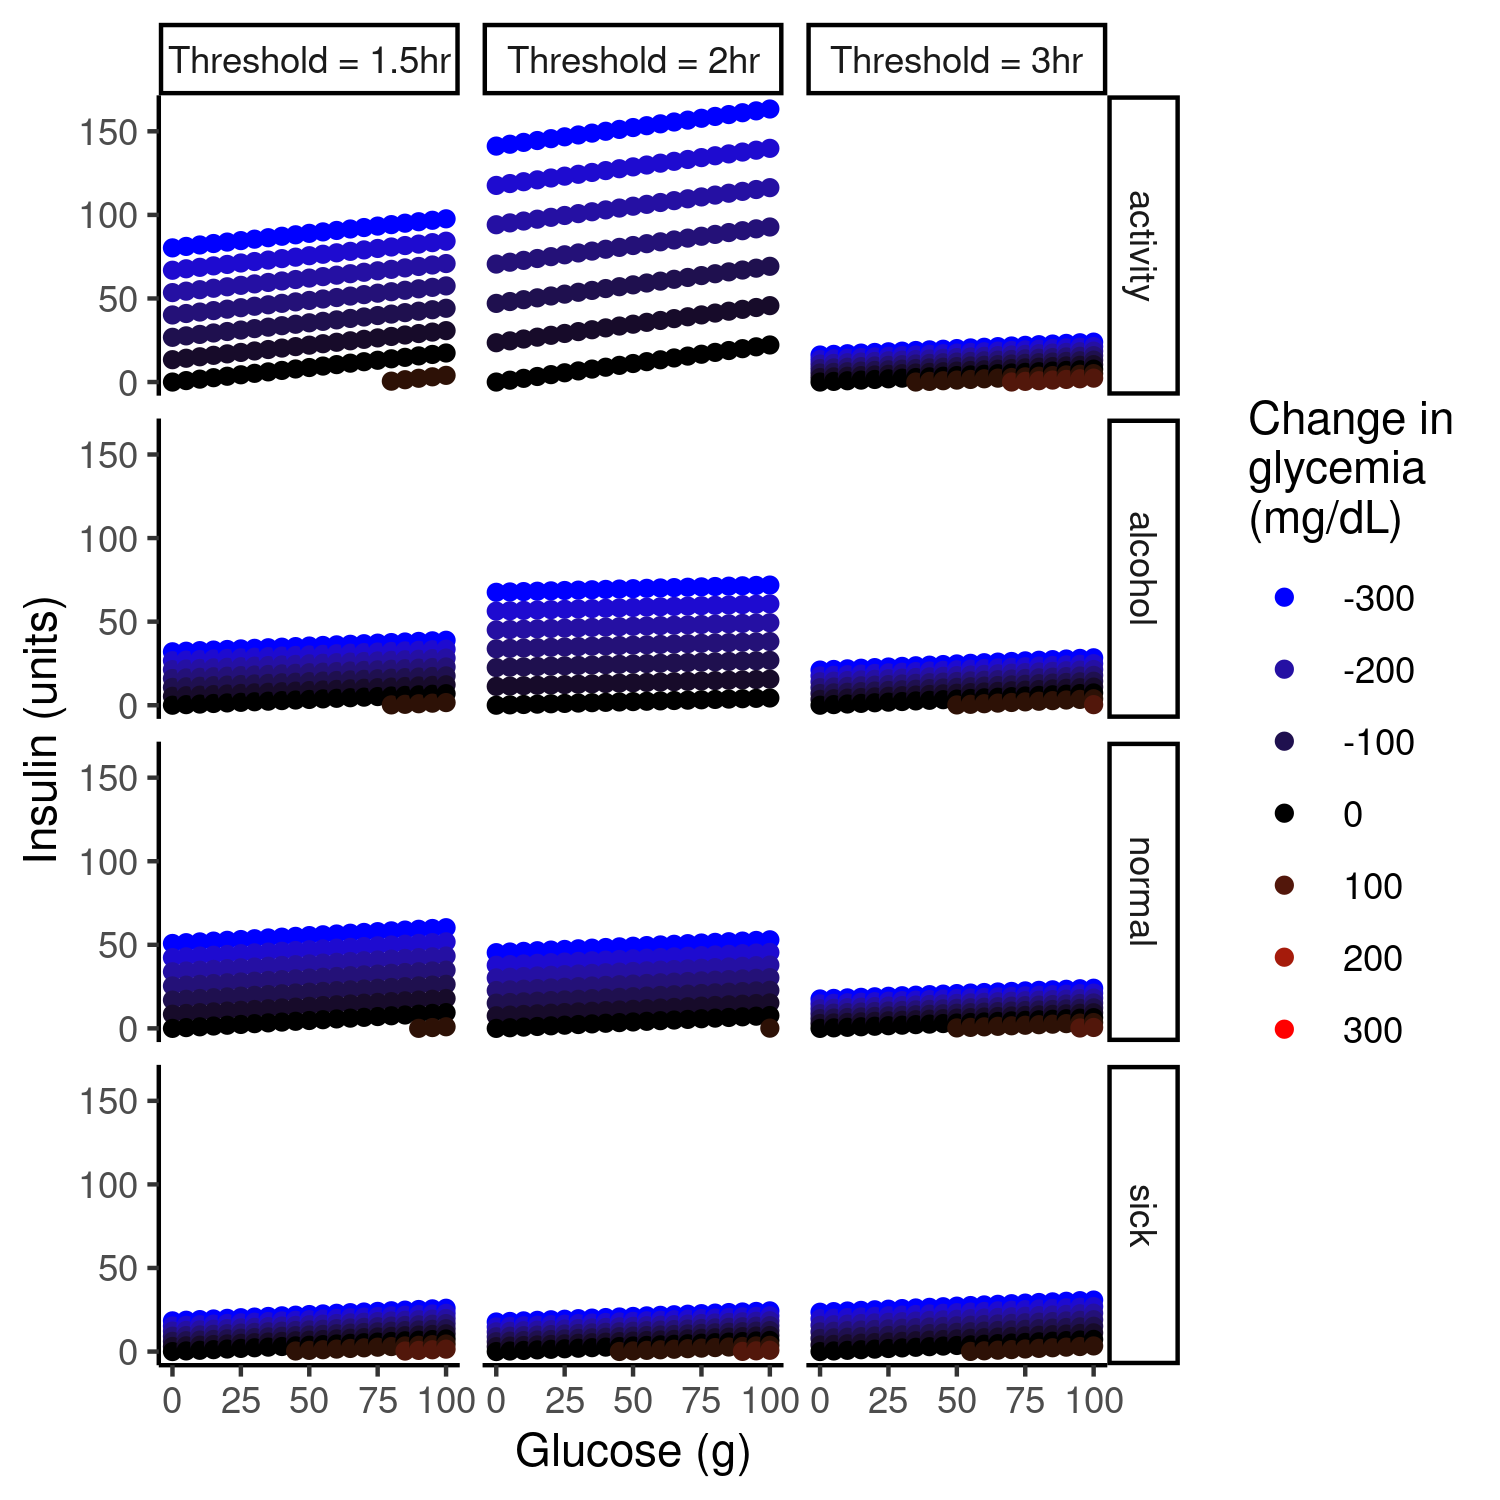 Threshold = 1.5hr
Threshold = 2hr
Threshold = 3hr
150
100
50
0
activity
150
100
50
0
alcohol
150
100
50
0
normal
150
100
50
0
sick
0 25 50 75 100
0 25 50 75 100
0 25 50 75 100
Glucose (g)
Insulin (units)
Change in
glycemia
(mg/dL)
-300
-200
-100
0
100
200
300